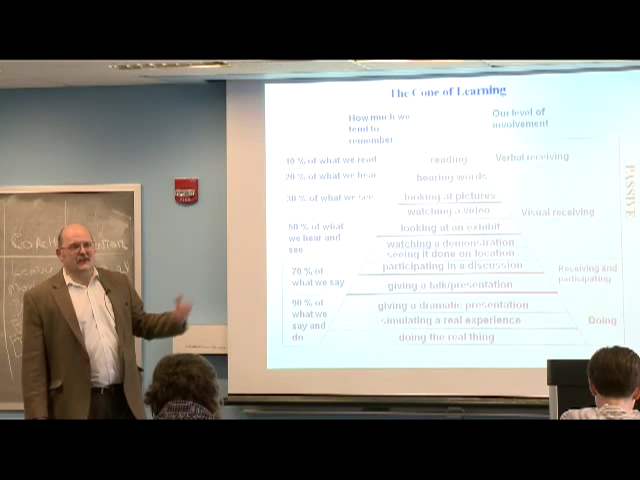 The Cone of Learning
How much we
tend to
remember
Our level of
involvement
10 % of what we read
reading
Verbal receiving
20 % of what we hear
hearing words
30 % of what we see
looking at pictures
watching a video
Visual receiving
50 % of what
we hear and
see
looking at an exhibit
watching a demonstration
seeing it done on location
70 % of
what we say
participating in a discussion
giving a talk/presentation
Receiving and
participating
90 % of
what we
say and
do
giving a dramatic presentation
simulating a real experience
doing the real thing
Doing
PASSIVE